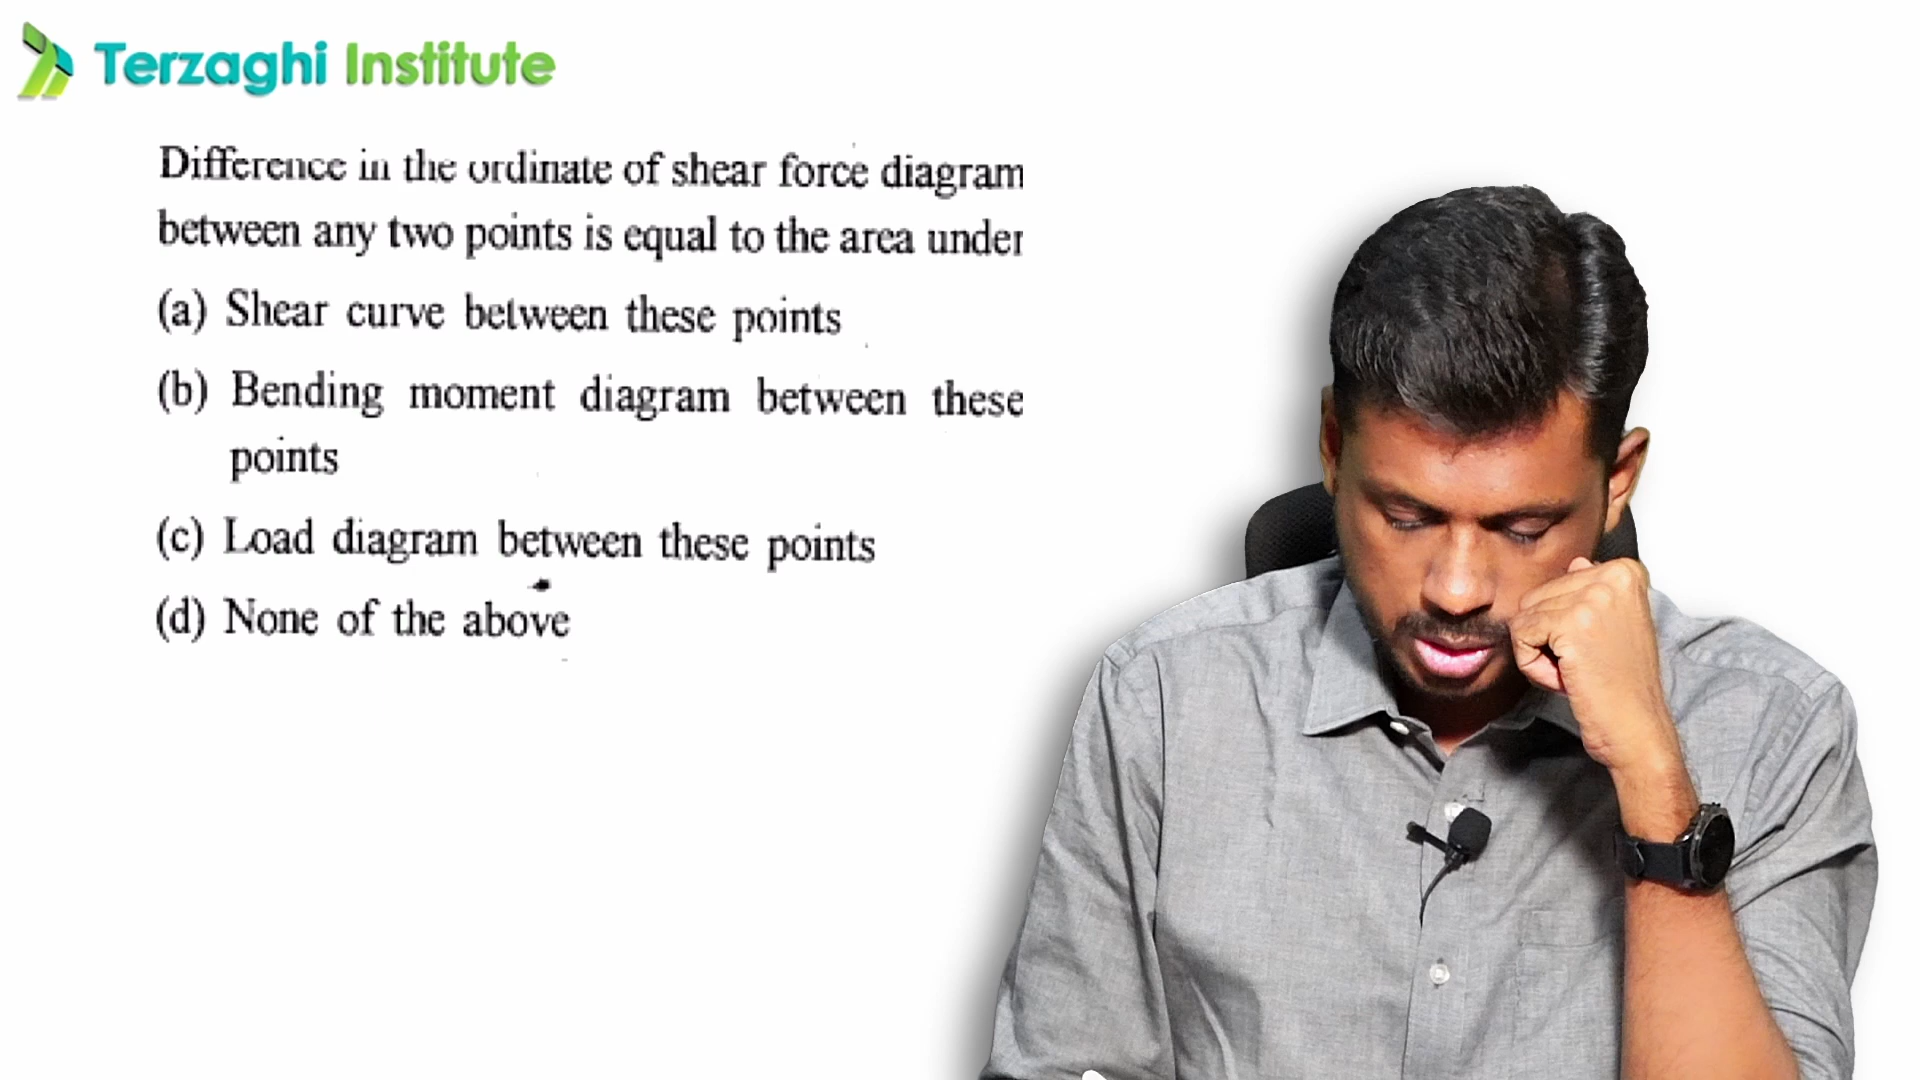 Terzaghi Institute
Difference in the ordinate of shear force diagram
between any two points is equal to the area under
(a) Shear curve between these points
(b) Bending moment diagram between these
points
(c) Load diagram between these points
(d) None of the above